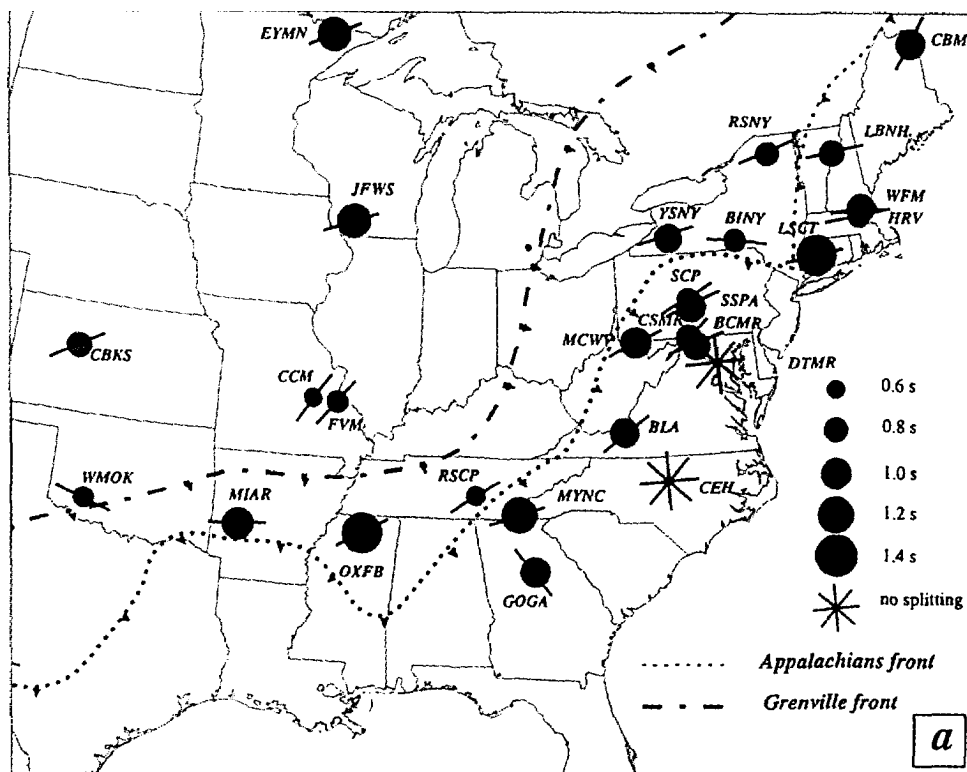 EYMN
CBM
RSNY
LBNH
JFWS
WFM
YSNY
BINY
LSCT
HRV
SCP
SSPA
CSMR
BCMR
MCWV
CBKS
DTMR
0.6 s
CCM
FVM
0.8 s
BLA
WMOK
RSCP
1.0 s
MIAR
MYNC
CEH
1.2 s
OXFB
1.4 s
GOGA
no splitting
Appalachians front
Grenville front
a